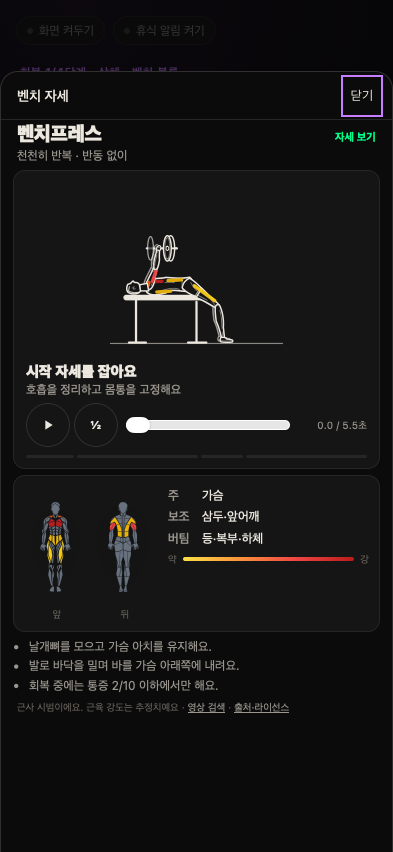 화면 켜두기
휴식 알림 켜기
벤치 자세
닫기
벤치프레스
자세 보기
천천히 반복 · 반동 없이
시작 자세를 잡아요
호흡을 정리하고 몸통을 고정해요
½
0.0 / 5.5초
주 가슴
보조 삼두·앞어깨
버팀 등·복부·하체
약 강
앞 뒤
• 날개뼈를 모으고 가슴 아치를 유지해요.
• 발로 바닥을 밀며 바를 가슴 아래쪽에 내려요.
• 회복 중에는 통증 2/10 이하에서만 해요.
근사 시범이에요. 근육 강도는 추정치예요 · 영상 검색 · 출처·라이선스